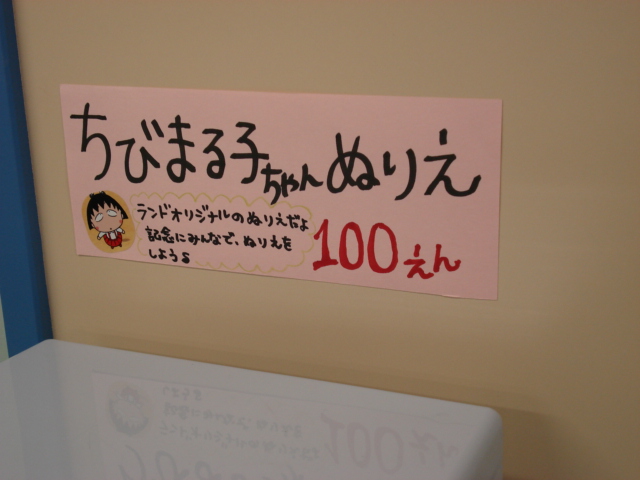 ちびまる子ちゃんぬりえ
ランドオリジナルのぬりえだよ
記念にみんなで、ぬりえを
しようs
100えん